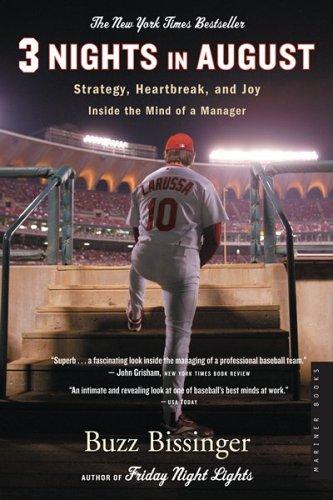 The New York Times Bestseller
3 NIGHTS IN AUGUST
Strategy, Heartbreak, and Joy
Inside the Mind of a Manager
LARUSSA
10
"Superb . . . a fascinating look inside the managing of a professional baseball team."
— John Grisham, NEW YORK TIMES BOOK REVIEW
"An intimate and revealing look at one of baseball's best minds at work."
— USA TODAY
MARINER BOOKS
Buzz Bissinger
AUTHOR OF Friday Night Lights